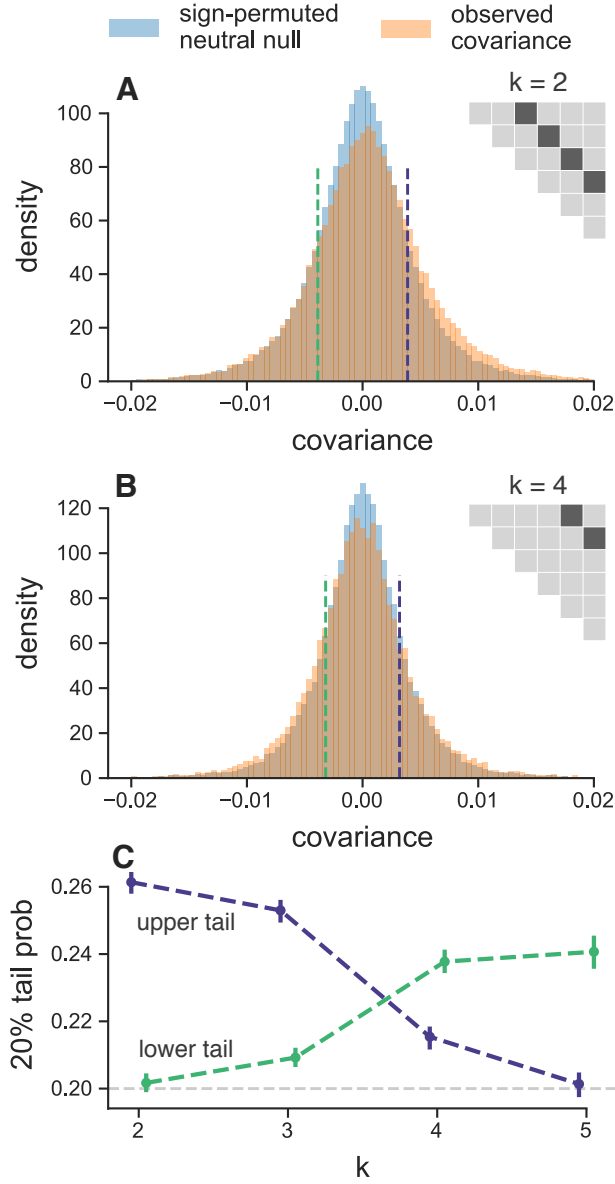 sign-permuted
neutral null
observed
covariance
A
k = 2
100
80
60
40
20
0
density
−0.02
−0.01
0.00
0.01
0.02
covariance
B
k = 4
120
100
80
60
40
20
0
density
−0.02
−0.01
0.00
0.01
0.02
covariance
C
0.26
0.24
0.22
0.20
20% tail prob
upper tail
lower tail
2
3
4
5
k